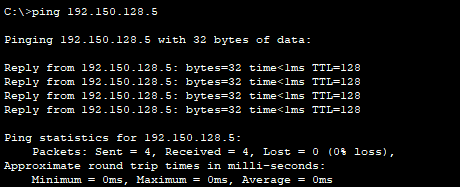 C:\>ping 192.150.128.5
Pinging 192.150.128.5 with 32 bytes of data:
Reply from 192.150.128.5: bytes=32 time<1ms TTL=128
Reply from 192.150.128.5: bytes=32 time<1ms TTL=128
Reply from 192.150.128.5: bytes=32 time<1ms TTL=128
Reply from 192.150.128.5: bytes=32 time<1ms TTL=128
Ping statistics for 192.150.128.5:
    Packets: Sent = 4, Received = 4, Lost = 0 (0% loss),
Approximate round trip times in milli-seconds:
    Minimum = 0ms, Maximum = 0ms, Average = 0ms